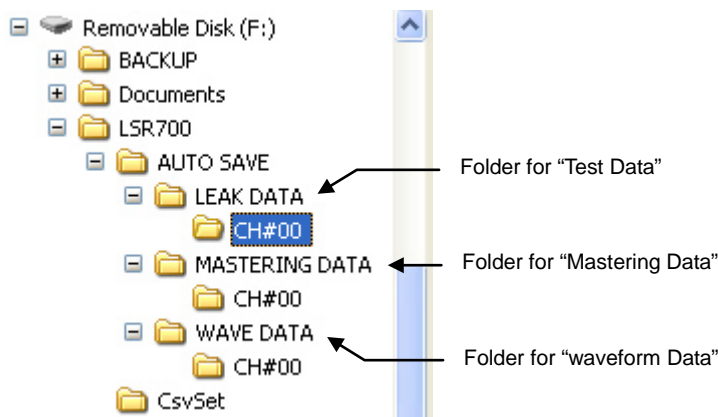 Removable Disk (F:)
BACKUP
Documents
LSR700
AUTO SAVE
Folder for “Test Data”
LEAK DATA
CH#00
MASTERING DATA
Folder for “Mastering Data”
CH#00
WAVE DATA
CH#00
Folder for “waveform Data”
CsvSet